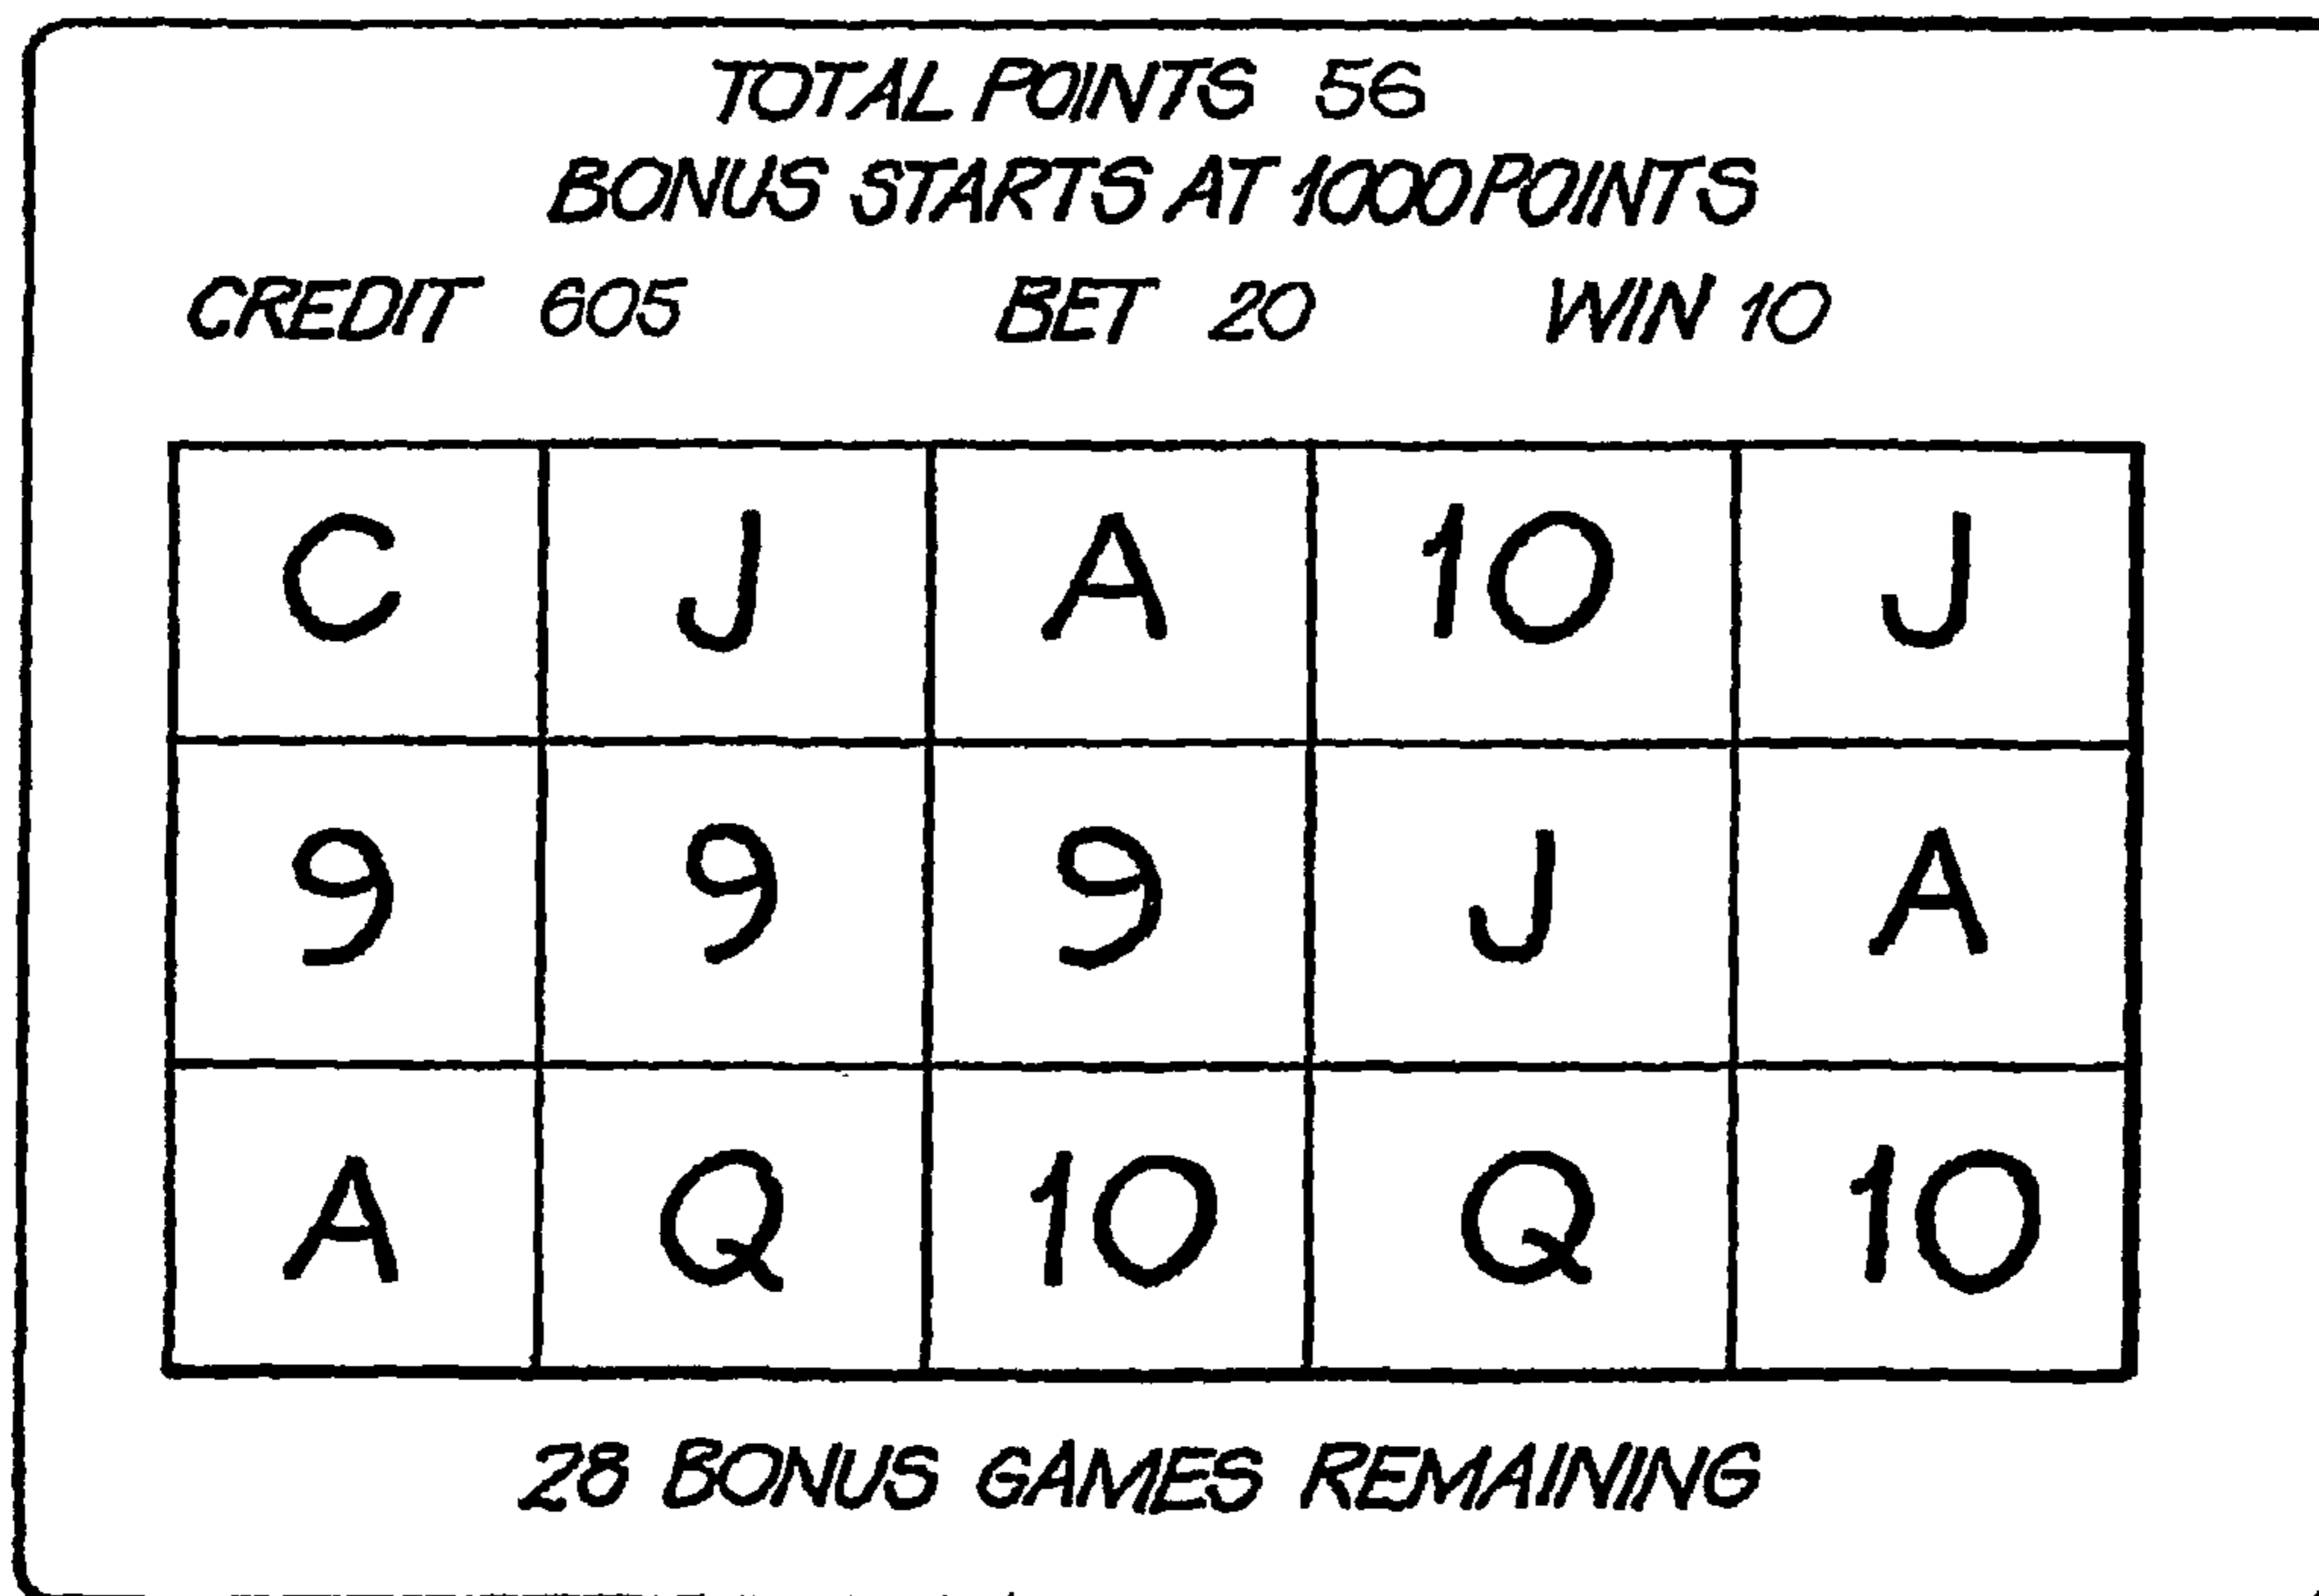 TOTAL POINTS 56
BONUS STARTS AT 1000 POINTS
CREDIT 605 BET 20 WIN 10
C J A 10 J
9 9 9 J A
A Q 10 Q 10
28 BONUS GAMES REMAINING